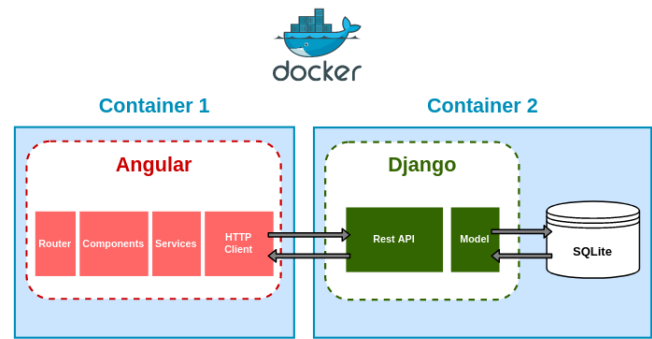 docker
Container 1
Container 2
Angular
Django
Router
Components
Services
HTTP
Client
Rest API
Model
SQLite